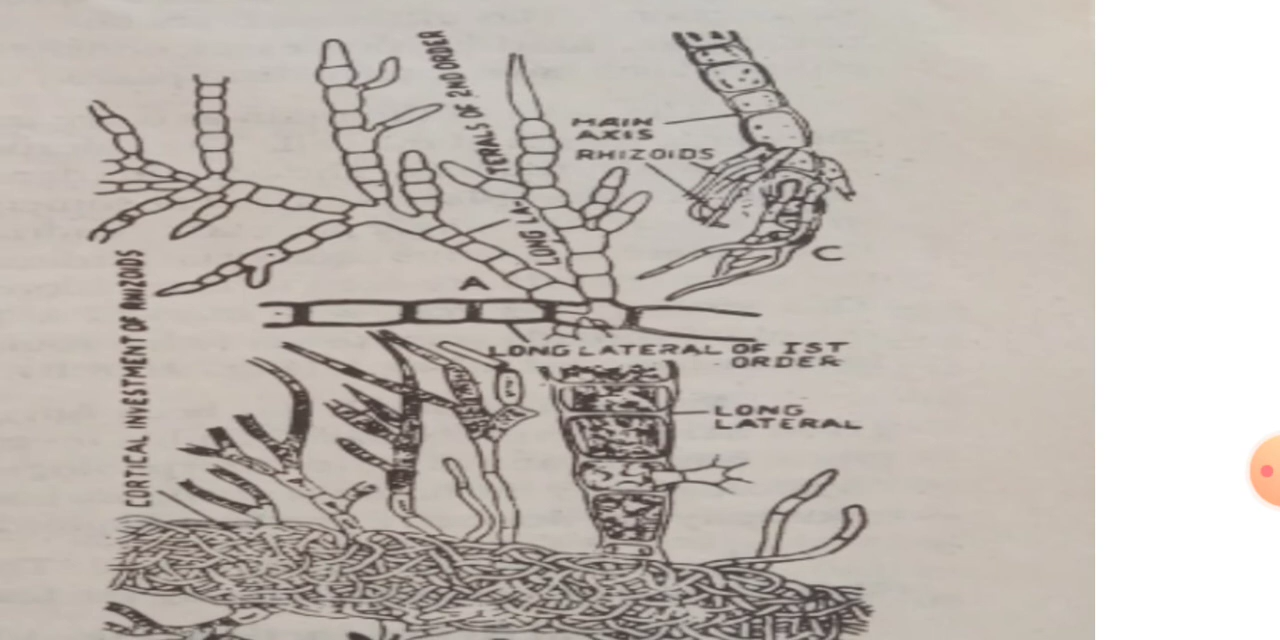 LATERALS OF 2ND ORDER
LONG LA-
MAIN
AXIS
RHIZOIDS
C
A
CORTICAL INVESTMENT OF RHIZOIDS
LONG LATERAL OF IST
ORDER
LONG
LATERAL